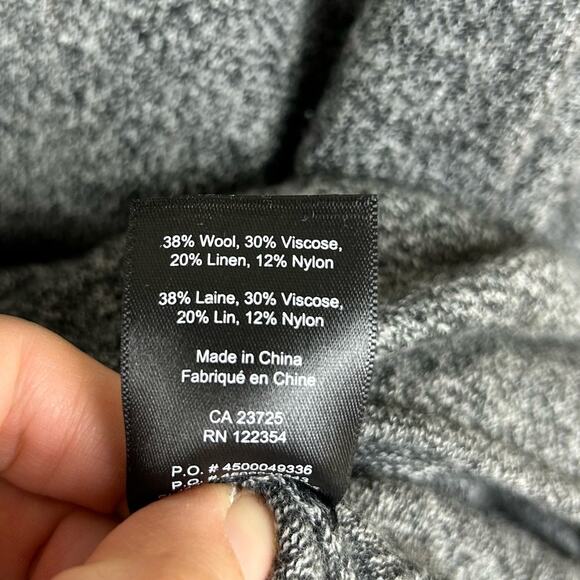 38% Wool, 30% Viscose,
20% Linen, 12% Nylon
38% Laine, 30% Viscose,
20% Lin, 12% Nylon
Made in China
Fabriqué en Chine
CA 23725
RN 122354
P.O. # 4500049336
P.O. #